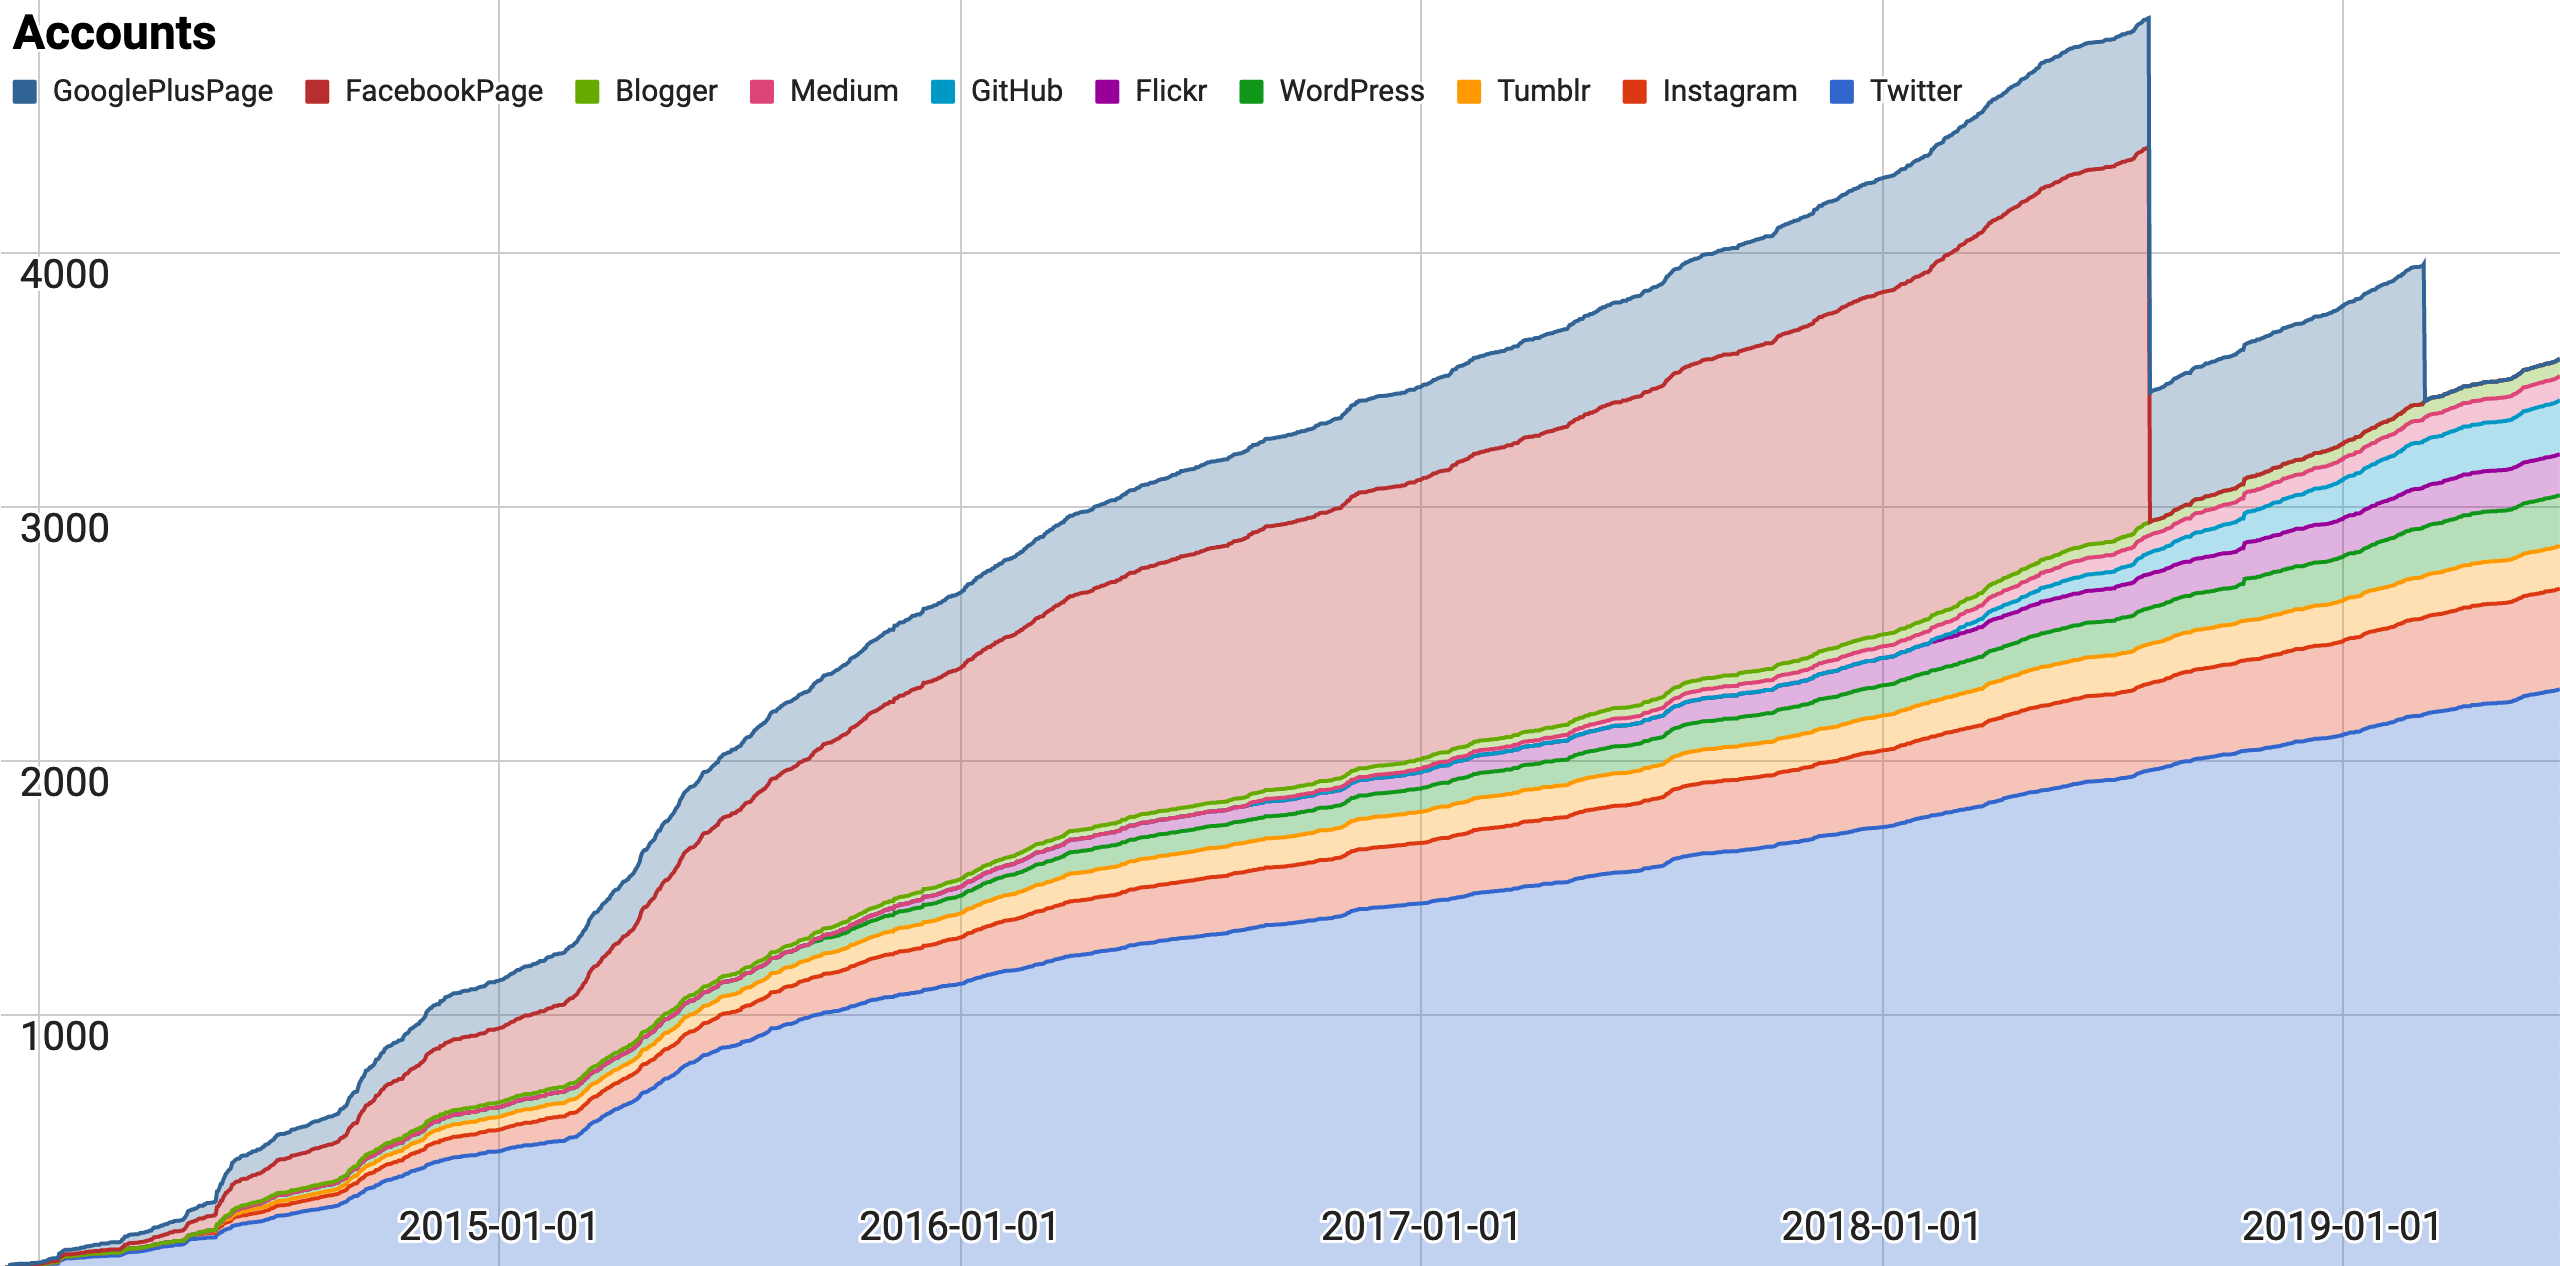 Accounts
GooglePlusPage FacebookPage Blogger Medium GitHub Flickr WordPress Tumblr Instagram Twitter
4000
3000
2000
1000
2015-01-01 2016-01-01 2017-01-01 2018-01-01 2019-01-01